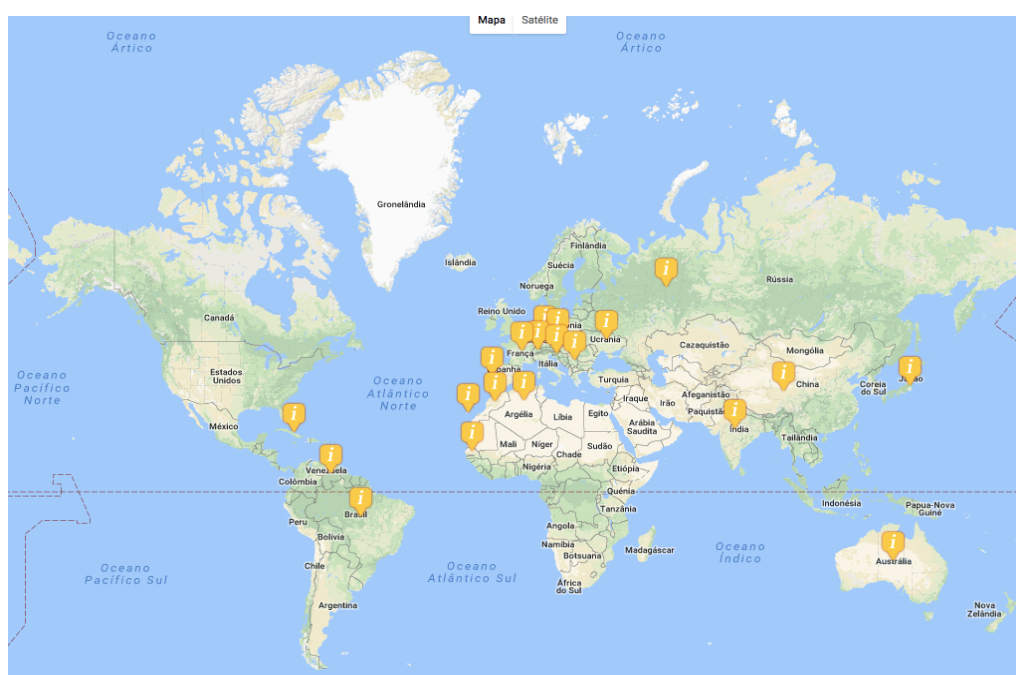 Mapa Satélite
Oceano
Ártico
Oceano
Ártico
Gronelândia
Finlândia
Islândia
Suécia
Rússia
Noruega
Reino Unido
Canadá
Ucrânia
Cazaquistão
Mongólia
França
Itália
Estados
Unidos
Oceano
Pacífico
Norte
Oceano
Atlântico
Norte
Turquia
China
Coreia
do Sul
Iraque
Irão
Afeganistão
Paquistão
Argélia
Líbia
Egito
Arábia
Saudita
México
Índia
Tailândia
Mali
Níger
Sudão
Chade
Nigéria
Etiópia
Venezuela
Colômbia
Quénia
Indonésia
Papua-Nova
Guiné
Tanzânia
Brasil
Peru
Angola
Bolívia
Namíbia
Botsuana
Madagáscar
Oceano
Índico
Oceano
Pacífico Sul
Oceano
Atlântico Sul
Chile
África
do Sul
Austrália
Argentina
Nova
Zelândia